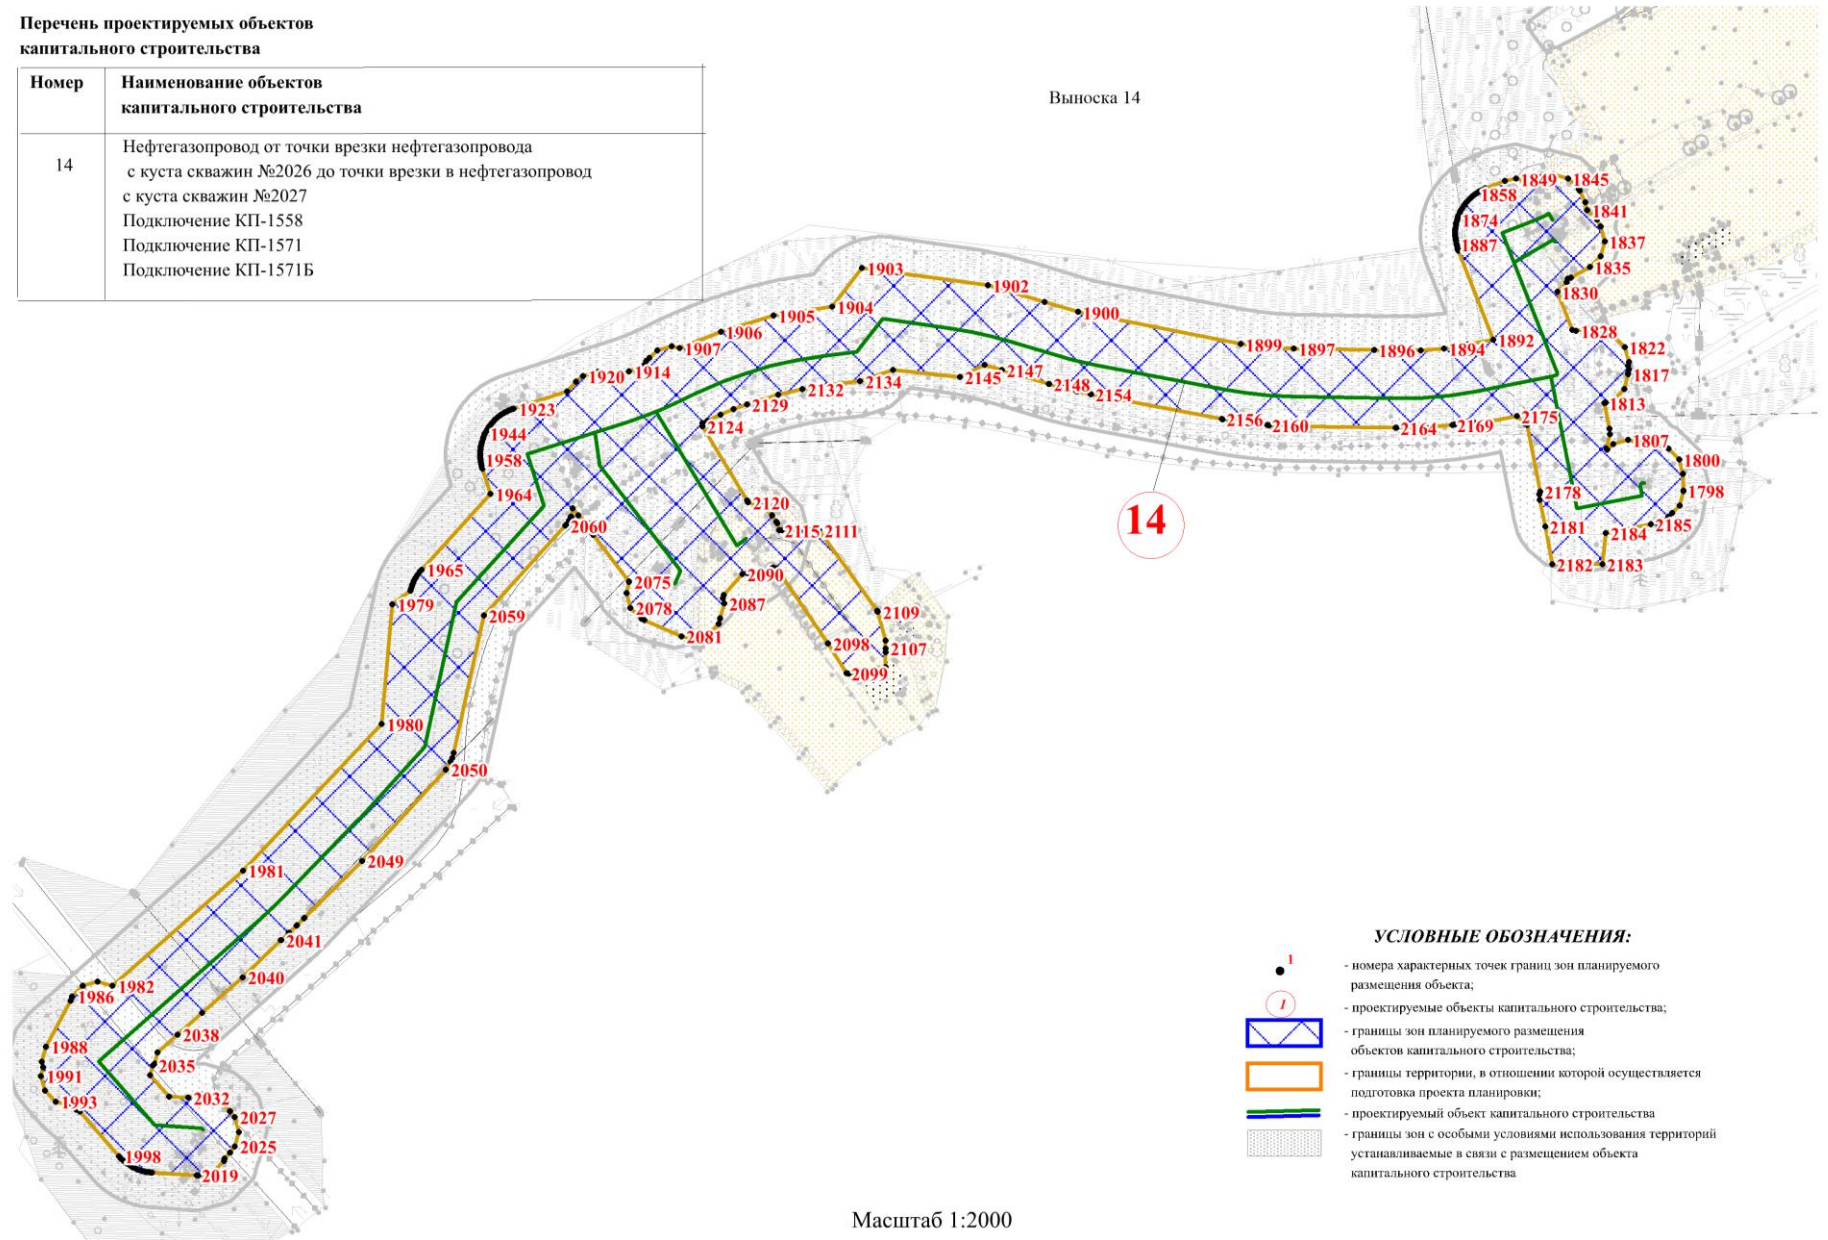 Перечень проектируемых объектов
капитального строительства
Номер
Наименование объектов
капитального строительства
14
Нефтегазопровод от точки врезки нефтегазопровода
с куста скважин №2026 до точки врезки в нефтегазопровод
с куста скважин №2027
Подключение КП-1558
Подключение КП-1571
Подключение КП-1571Б
Выноска 14
1849 1845
1858
1841
1874
1837
1887
1835
1903
1902
1830
1904
1900
1905
1828
1906
1899 1897 1896 1894 1892
1907
1822
1914
1920
2147
1817
2145
2148
2134
2132
2154
1923
2129
1813
2175
2124
2156
2160 2164 2169
1944
1807
1958
1800
1964
2178
1798
2120
14
2060
2115 2111
2181
2185
2184
1965
2182 2183
2090
2075
1979
2087
2078
2109
2059
2081
2098
2107
2099
1980
2050
2049
1981
2041
2040
1982
1986
2038
1988
2035
1991
2032
1993
2027
2025
1998
2019
УСЛОВНЫЕ ОБОЗНАЧЕНИЯ:
1
- номера характерных точек границ зон планируемого
размещения объекта;
1
- проектируемые объекты капитального строительства;
- границы зон планируемого размещения
объектов капитального строительства;
- границы территории, в отношении которой осуществляется
подготовка проекта планировки;
- проектируемый объект капитального строительства
- границы зон с особыми условиями использования территорий
устанавливаемые в связи с размещением объекта
капитального строительства
Масштаб 1:2000